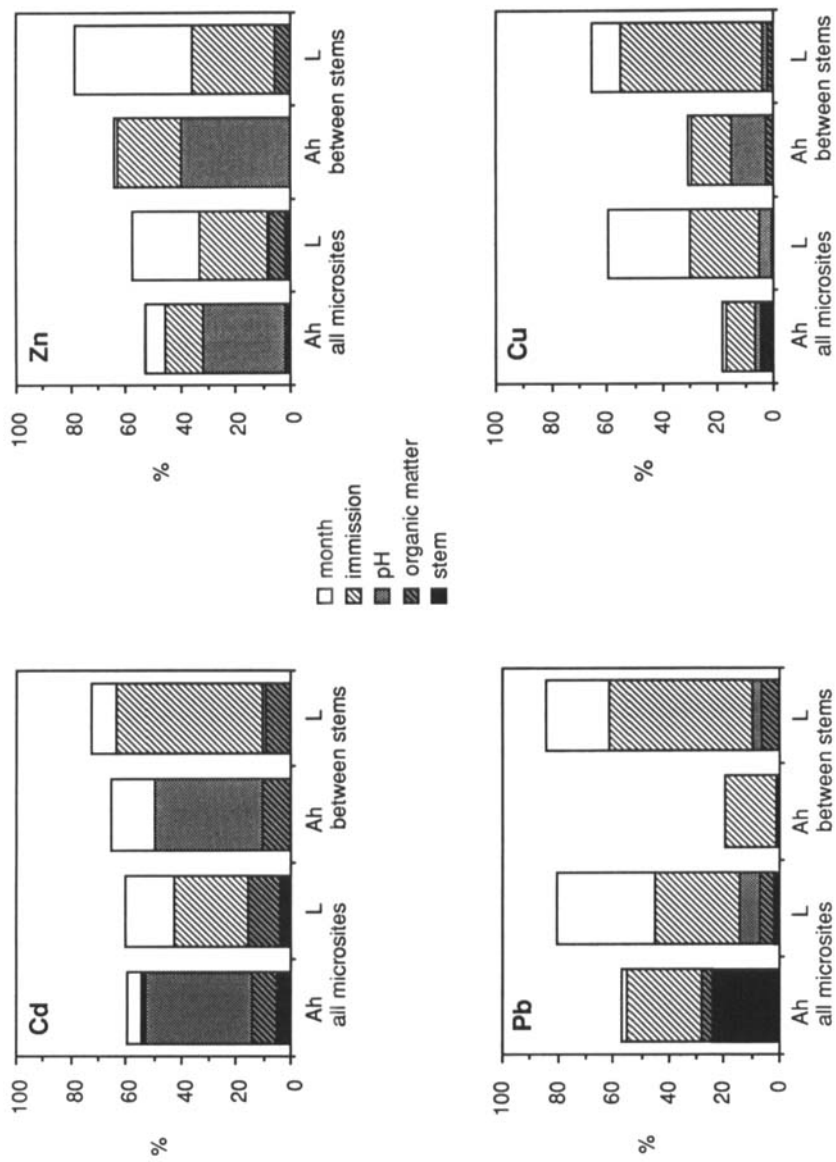 Cd
100
80
60
40
20
0
%
Ah L Ah L
all microsites between stems
Zn
100
80
60
40
20
0
%
Ah L Ah L
all microsites between stems
month
immission
pH
organic matter
stem
Pb
100
80
60
40
20
0
%
Ah L Ah L
all microsites between stems
Cu
100
80
60
40
20
0
%
Ah L Ah L
all microsites between stems